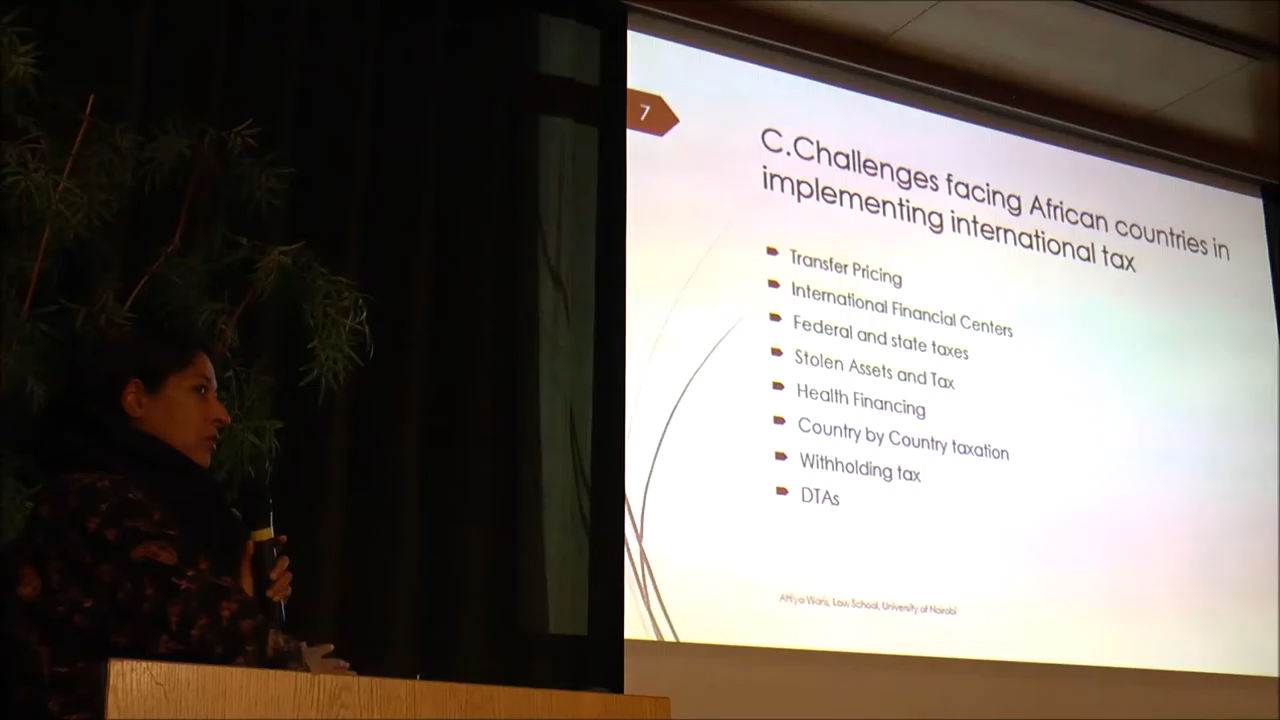 7
C.Challenges facing African countries in
implementing international tax
Transfer Pricing
International Financial Centers
Federal and state taxes
Stolen Assets and Tax
Health Financing
Country by Country taxation
Withholding tax
DTAs
Attiya Waris, Law School, University of Nairobi